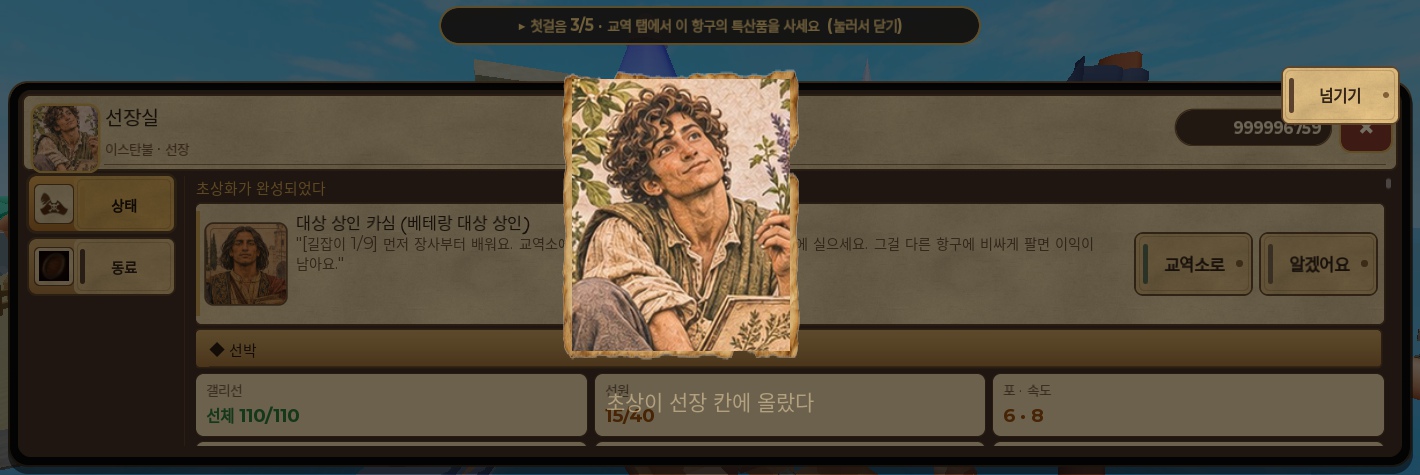 ▸ 첫걸음 3/5 · 교역 탭에서 이 항구의 특산품을 사세요 (눌러서 닫기)
넘기기
선장실
이스탄불 · 선장
999996759
상태
동료
초상화가 완성되었다
대상 상인 카심 (베테랑 대상 상인)
"[길잡이 1/9] 먼저 장사부터 배워요. 교역소에 실으세요. 그걸 다른 항구에 비싸게 팔면 이익이
남아요."
교역소로
알겠어요
◆ 선박
갤리선
선체 110/110
선원
15/40
포 · 속도
6 · 8
초상이 선장 칸에 올랐다